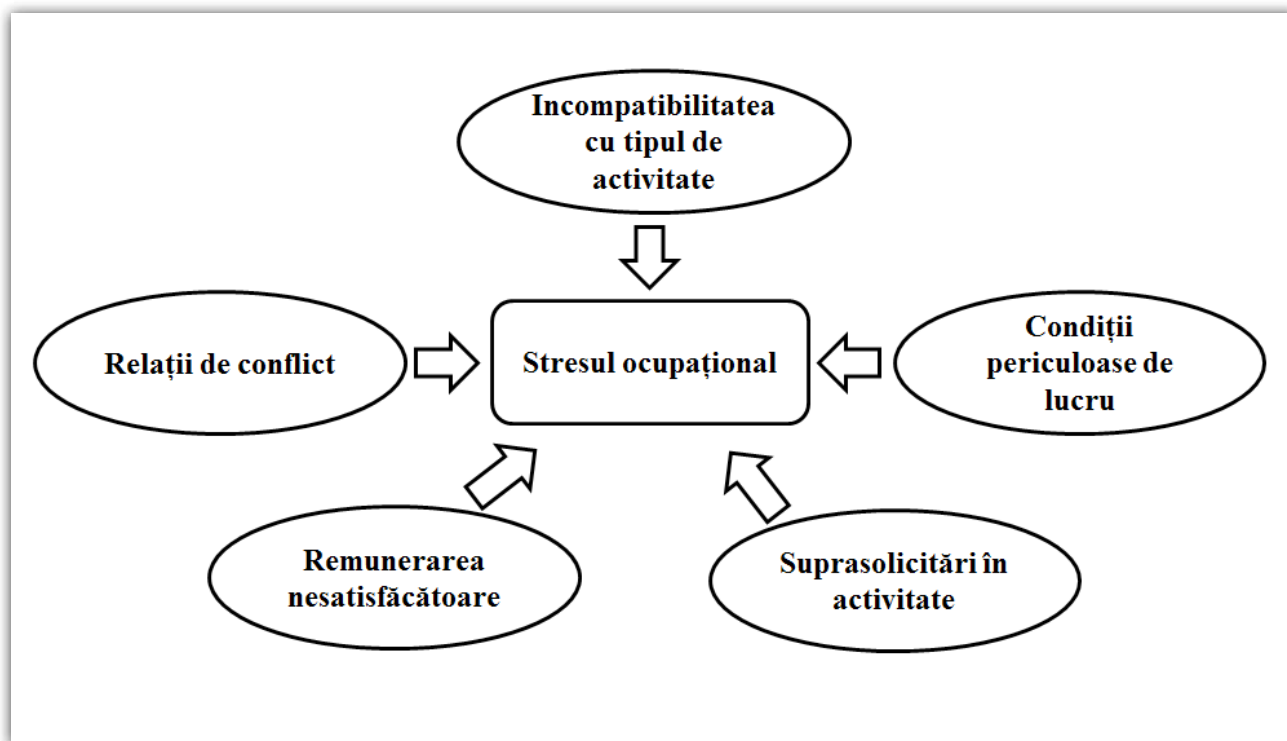 Incompatibilitatea
cu tipul de
activitate
Relații de conflict
Stresul ocupațional
Condiții
periculoase de
lucru
Remunerarea
nesatisfăcătoare
Suprasolicitări în
activitate